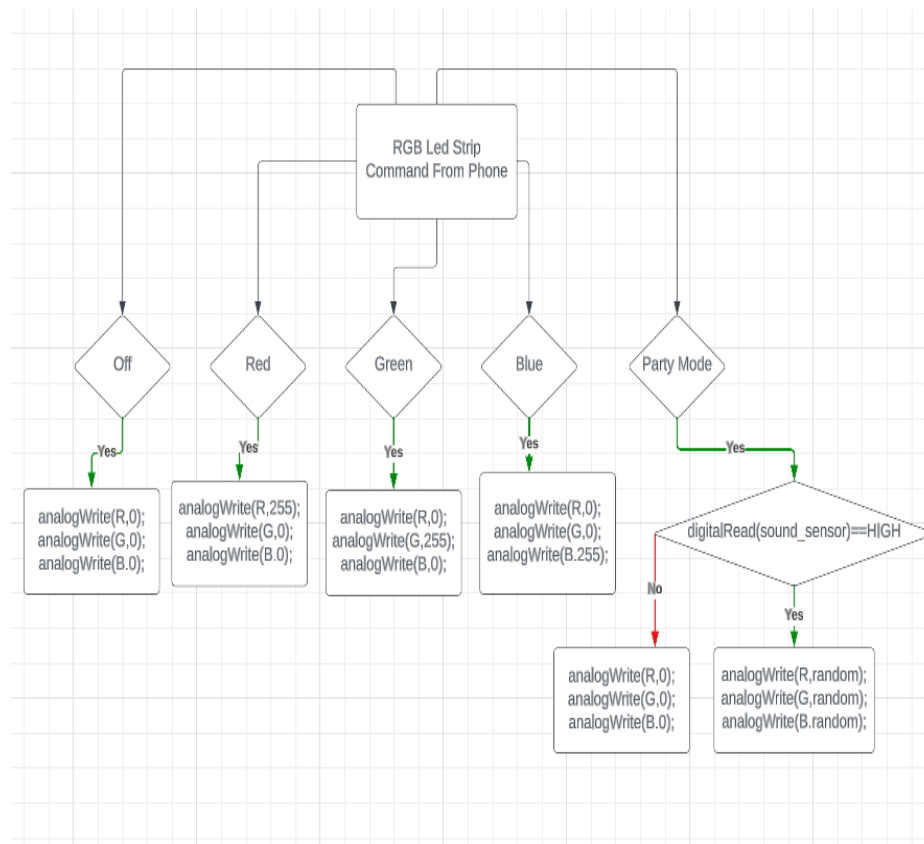 RGB Led Strip
Command From Phone
Off
Red
Green
Blue
Party Mode
Yes
Yes
Yes
Yes
Yes
analogWrite(R,0);
analogWrite(G,0);
analogWrite(B.0);
analogWrite(R,255);
analogWrite(G,0);
analogWrite(B.0);
analogWrite(R,0);
analogWrite(G,255);
analogWrite(B,0);
analogWrite(R,0);
analogWrite(G,0);
analogWrite(B.255);
digitalRead(sound_sensor)==HIGH
No
Yes
analogWrite(R,0);
analogWrite(G,0);
analogWrite(B.0);
analogWrite(R,random);
analogWrite(G,random);
analogWrite(B.random);